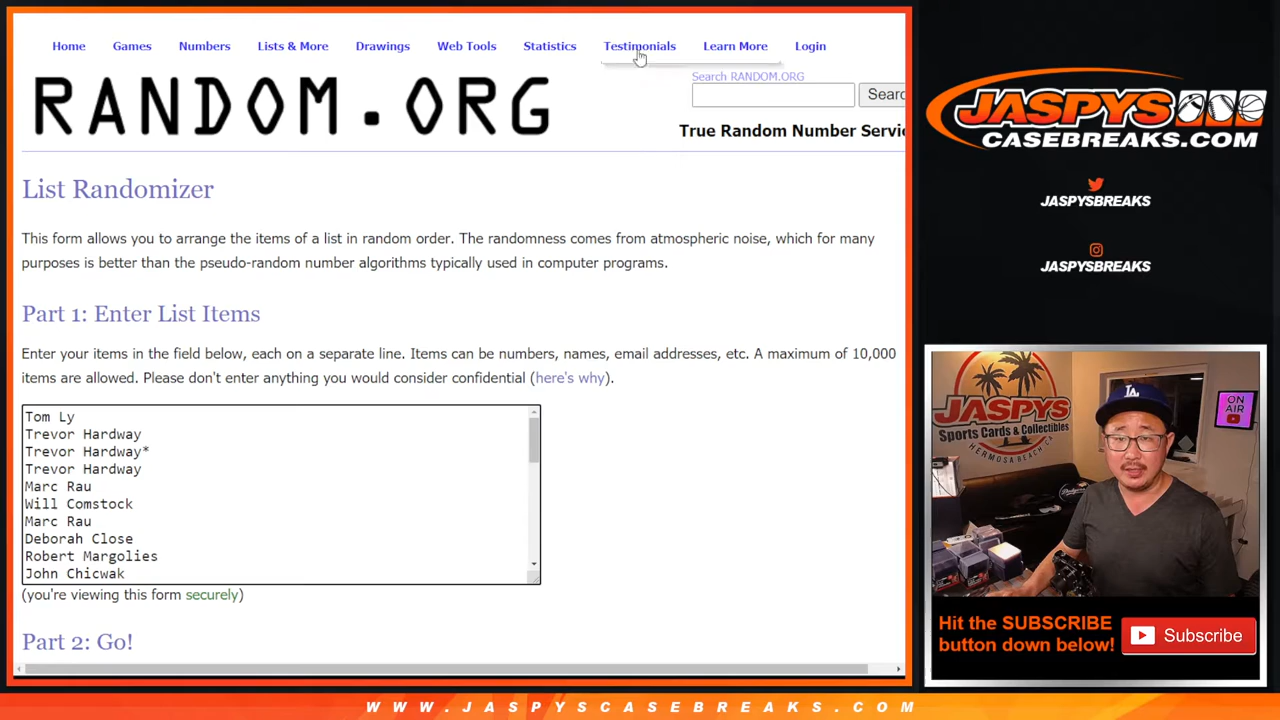 Home Games Numbers Lists & More Drawings Web Tools Statistics Testimonials Learn More Login
RANDOM.ORG
Search RANDOM.ORG
True Random Number
List Randomizer
This form allows you to arrange the items of a list in random order. The randomness comes from atmospheric noise, which for many
purposes is better than the pseudo-random number algorithms typically used in computer programs.
Part 1: Enter List Items
Enter your items in the field below, each on a separate line. Items can be numbers, names, email addresses, etc. A maximum of 10,000
items are allowed. Please don't enter anything you would consider confidential (here's why).
Tom Ly
Trevor Hardway
Trevor Hardway*
Trevor Hardway
Marc Rau
Will Comstock
Marc Rau
Deborah Close
Robert Margolies
John Chicwak
(you're viewing this form securely)
Part 2: Go!
JASPYS
CASEBREAKS.COM
JASPYSBREAKS
JASPYSBREAKS
JASPYS
Sports Cards & Collectibles
HERMOSA BEACH, CA
LA
ON
AIR
Dodgers
Hit the SUBSCRIBE
button down below!
Subscribe
WWW.JASPYSCASEBREAKS.COM